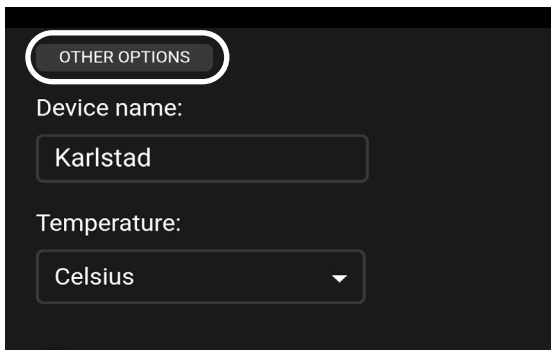 OTHER OPTIONS
Device name:
Karlstad
Temperature:
Celsius